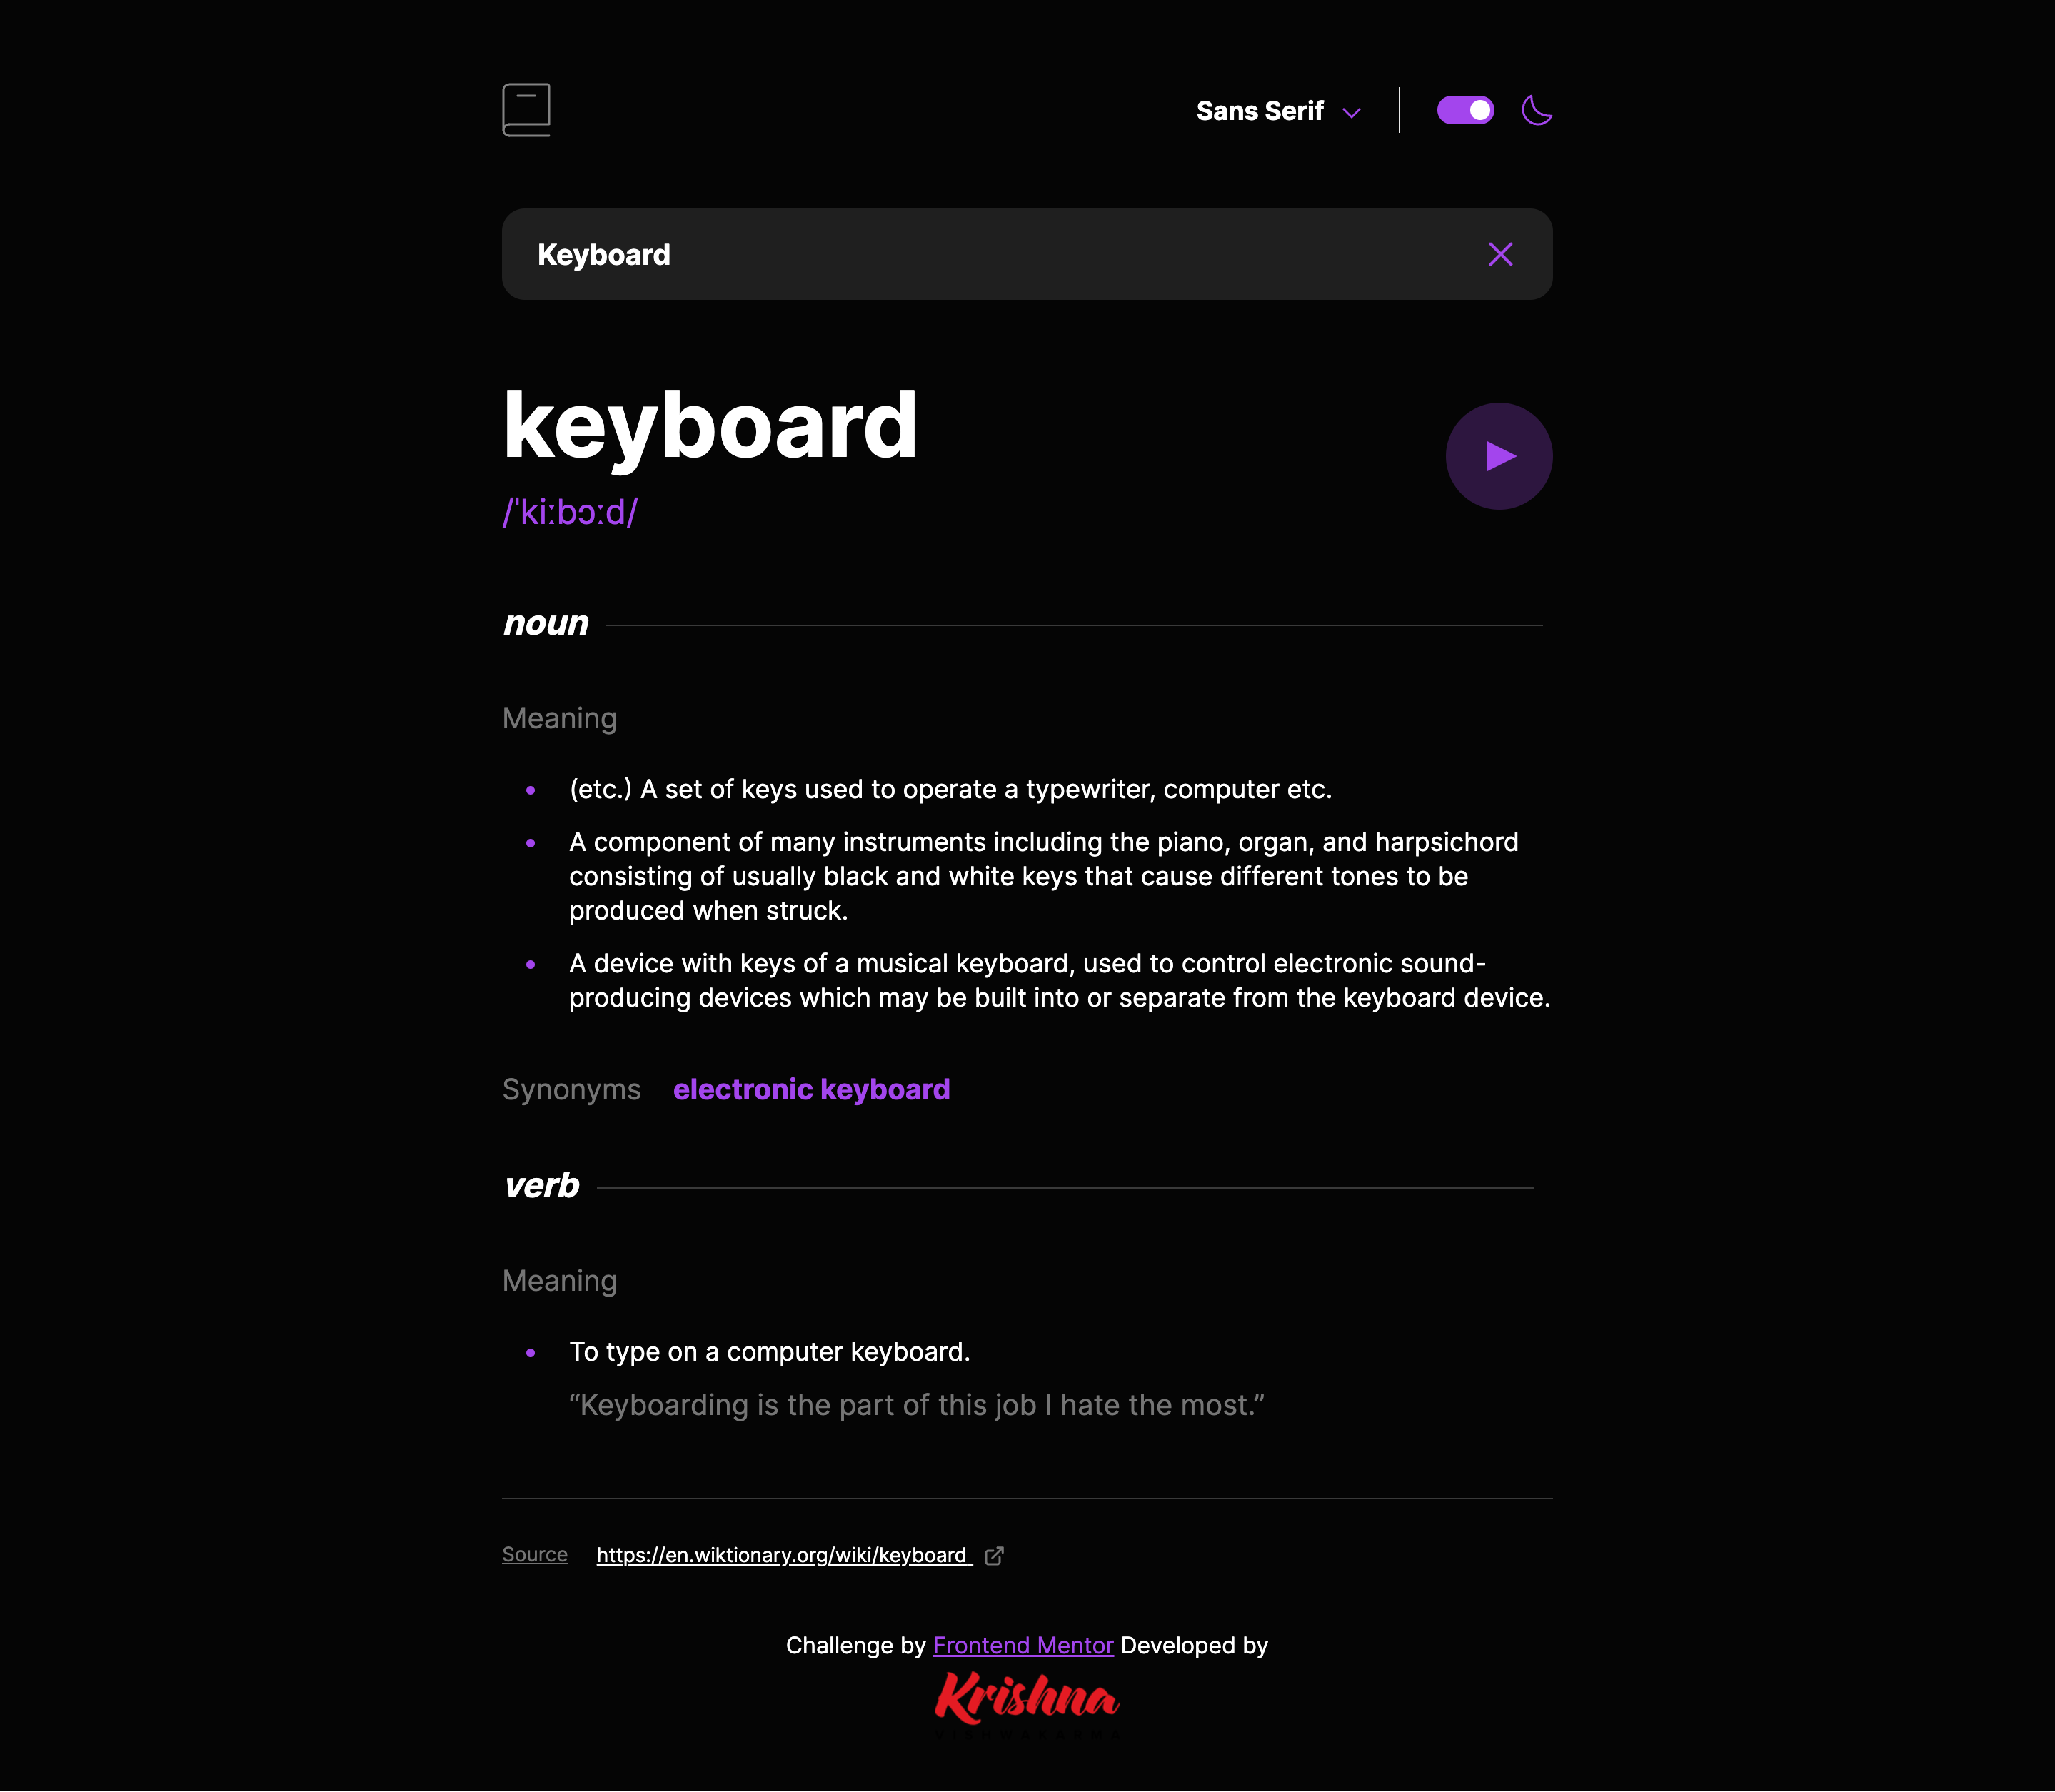 Sans Serif
Keyboard
keyboard
/ˈkiːbɔːd/
noun
Meaning
(etc.) A set of keys used to operate a typewriter, computer etc.
A component of many instruments including the piano, organ, and harpsichord
consisting of usually black and white keys that cause different tones to be
produced when struck.
A device with keys of a musical keyboard, used to control electronic sound-
producing devices which may be built into or separate from the keyboard device.
Synonyms electronic keyboard
verb
Meaning
To type on a computer keyboard.
“Keyboarding is the part of this job I hate the most.”
Source https://en.wiktionary.org/wiki/keyboard
Challenge by Frontend Mentor Developed by
Krishna